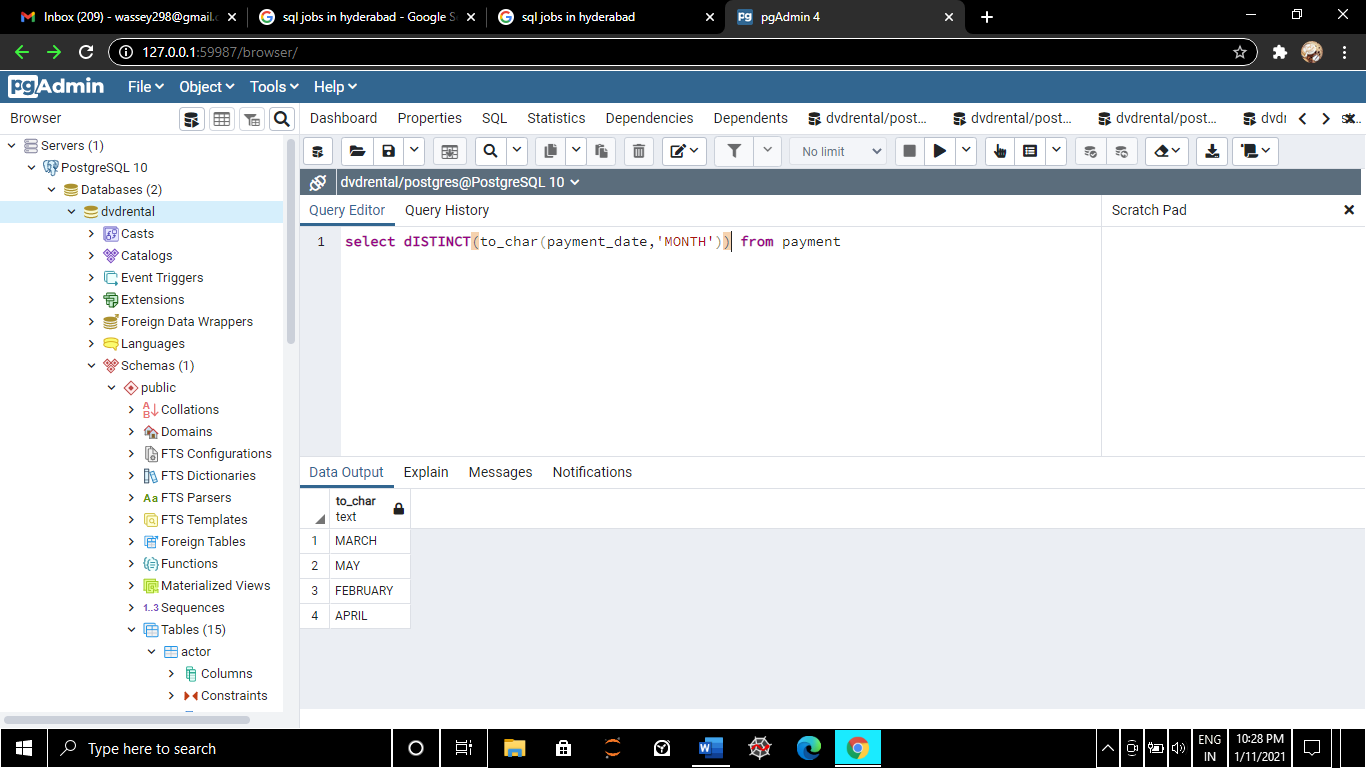 Inbox (209) - wassey298@gmail.c
sql jobs in hyderabad - Google S
sql jobs in hyderabad
pgAdmin 4
127.0.0.1:59987/browser/
pgAdmin File Object Tools Help
Browser
Dashboard Properties SQL Statistics Dependencies Dependents dvdrental/post... dvdrental/post... dvdrental/post...
No limit
dvdrental/postgres@PostgreSQL 10
Query Editor Query History
Scratch Pad
1 select dISTINCT(to_char(payment_date,'MONTH')) from payment
Servers (1)
PostgreSQL 10
Databases (2)
dvdrental
Casts
Catalogs
Event Triggers
Extensions
Foreign Data Wrappers
Languages
Schemas (1)
public
Collations
Domains
FTS Configurations
FTS Dictionaries
Aa FTS Parsers
FTS Templates
Foreign Tables
Functions
Materialized Views
1..3 Sequences
Tables (15)
actor
Columns
Constraints
Data Output Explain Messages Notifications
to_char
text
1 MARCH
2 MAY
3 FEBRUARY
4 APRIL
Type here to search
ENG
IN
10:28 PM
1/11/2021